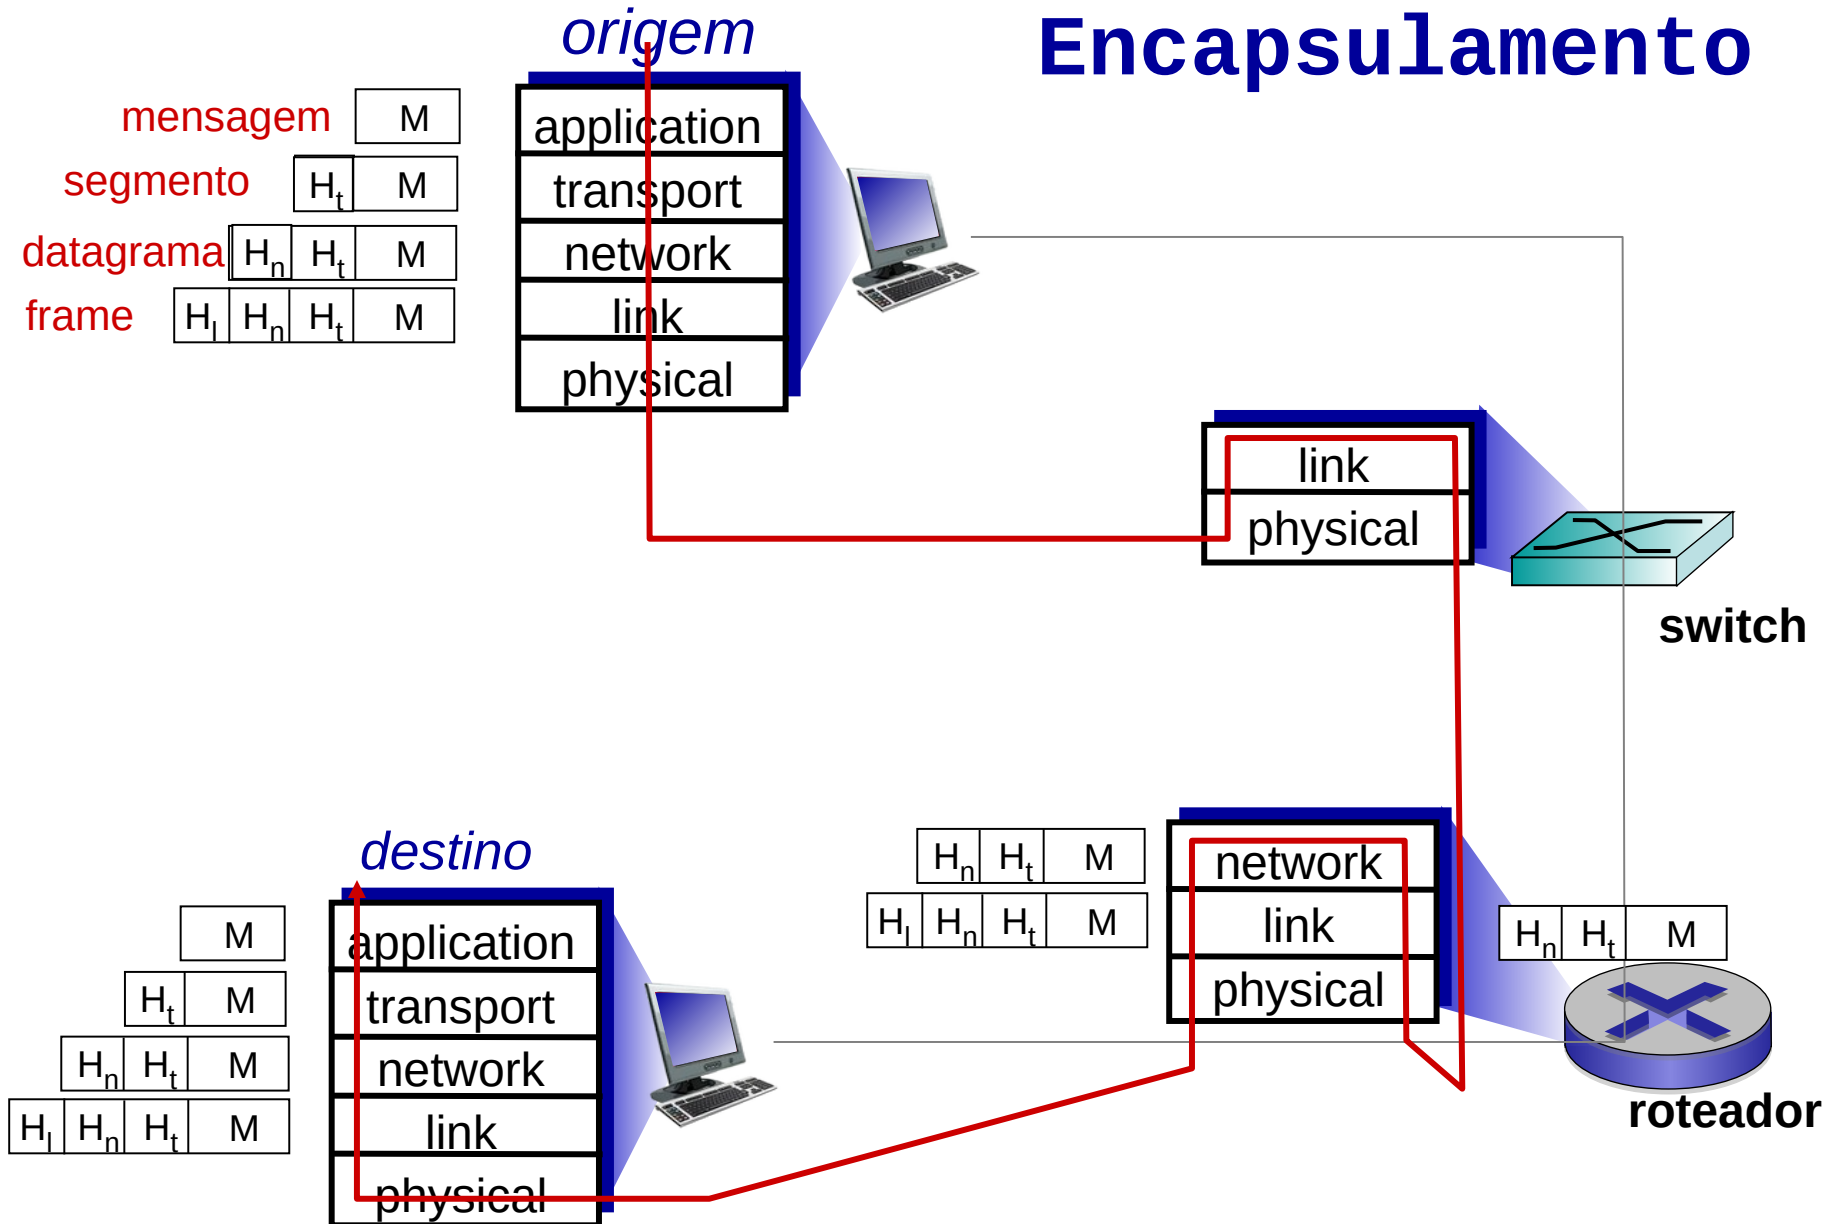 Encapsulamento
origem
mensagem M
segmento Ht M
datagrama Hn Ht M
frame Hl Hn Ht M
application
transport
network
link
physical
link
physical
switch
destino
M
Ht M
Hn Ht M
Hl Hn Ht M
application
transport
network
link
physical
Hn Ht M
Hl Hn Ht M
network
link
physical
Hn Ht M
roteador